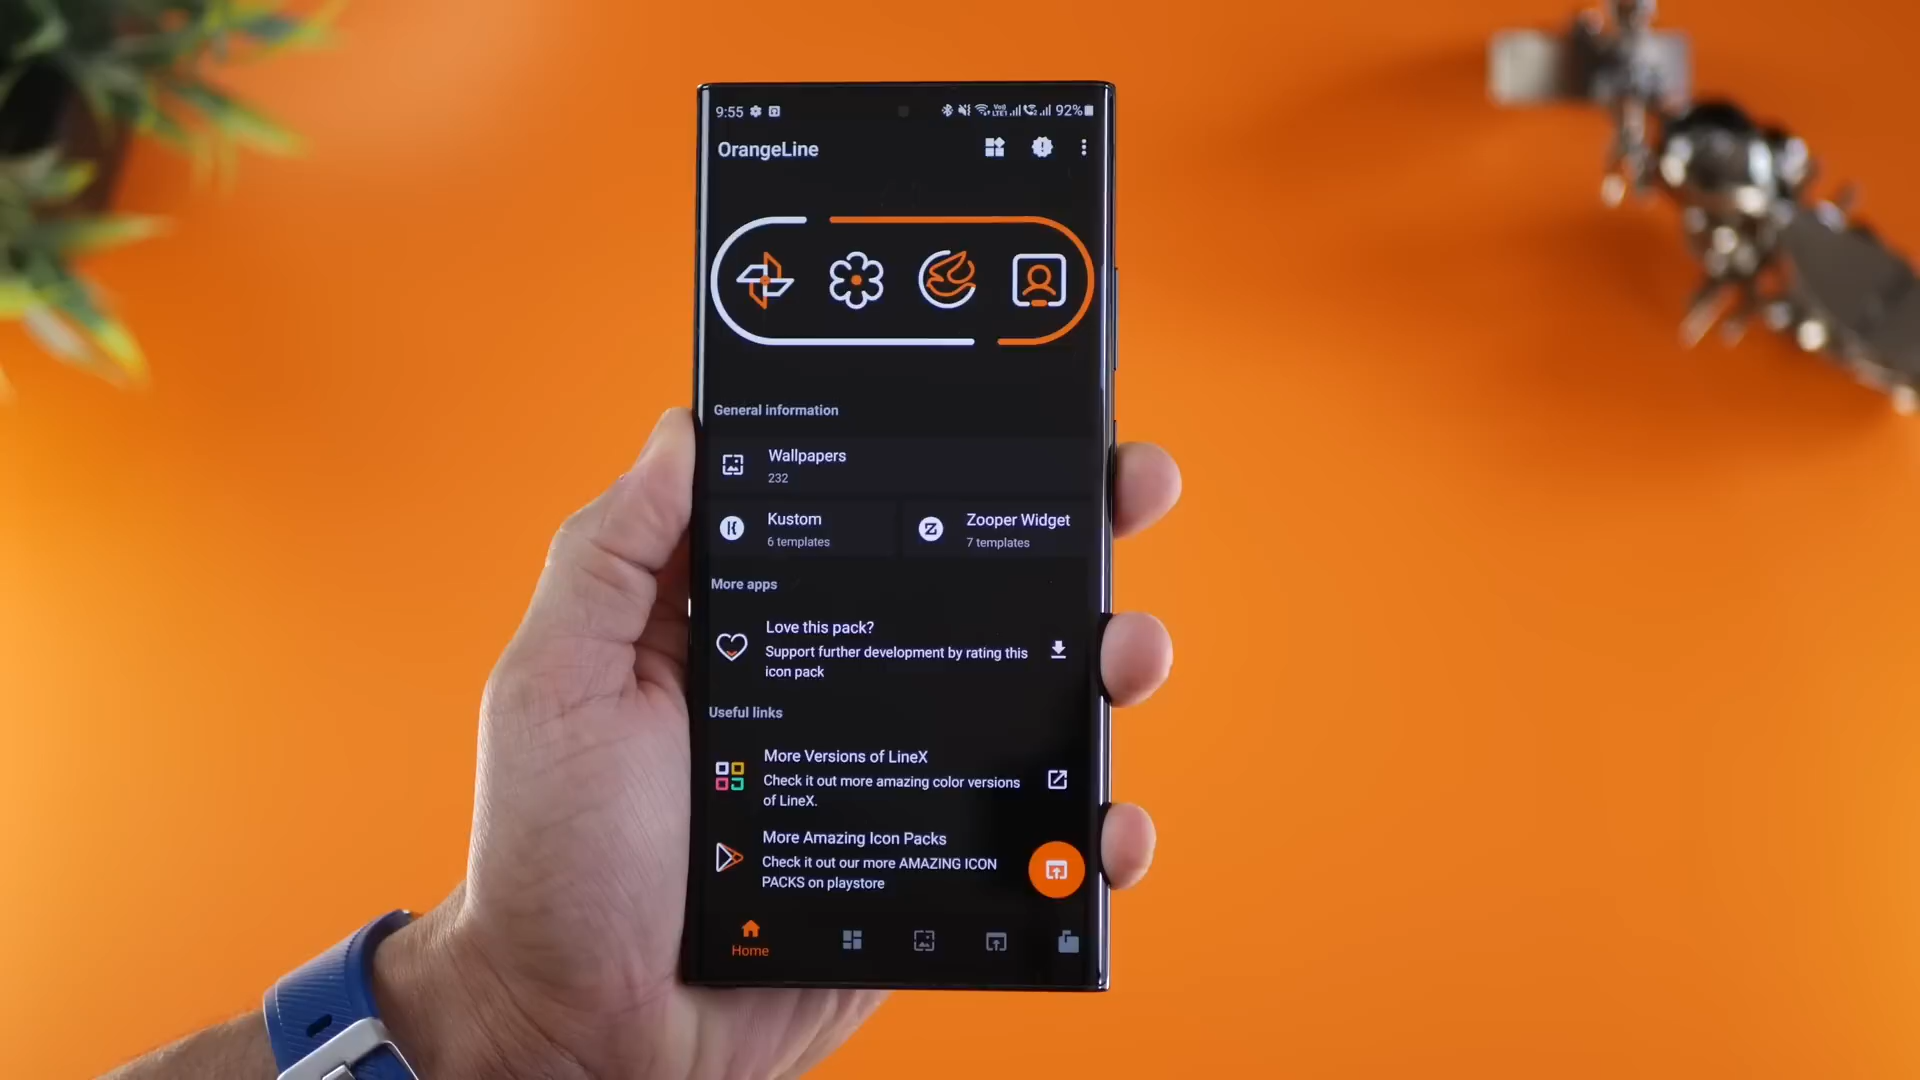 9:55 92%
OrangeLine
General information
Wallpapers
232
Kustom
6 templates
Zooper Widget
7 templates
More apps
Love this pack?
Support further development by rating this
icon pack
Useful links
More Versions of LineX
Check it out more amazing color versions
of LineX.
More Amazing Icon Packs
Check it out our more AMAZING ICON
PACKS on playstore
Home